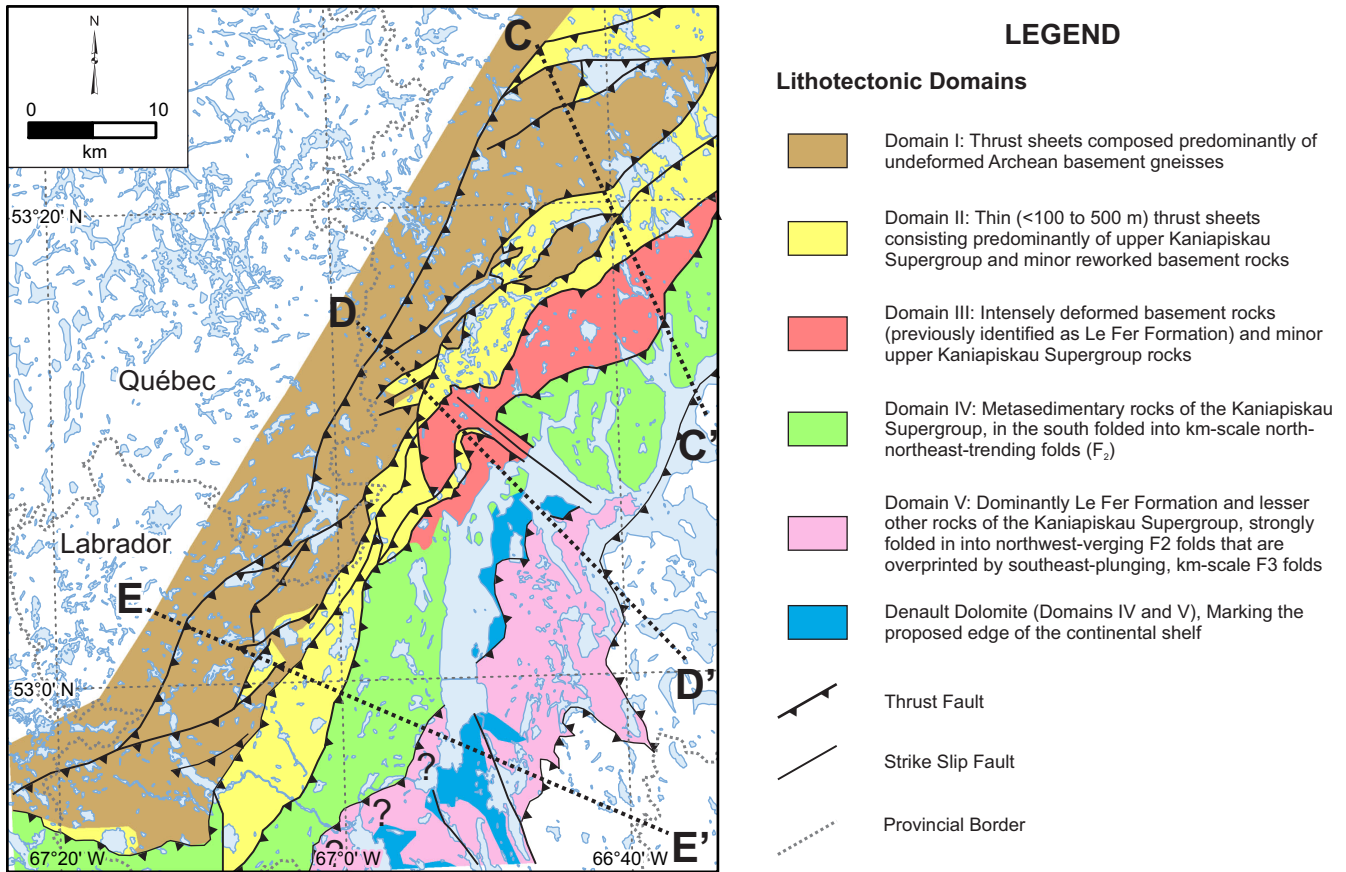 N
0 10
km
C
53°20' N
D
Québec
C'
Labrador
E
53°0' N
D'
?
?
?
E'
67°20' W
67°0' W
66°40' W
LEGEND
Lithotectonic Domains
Domain I: Thrust sheets composed predominantly of
undeformed Archean basement gneisses
Domain II: Thin (<100 to 500 m) thrust sheets
consisting predominantly of upper Kaniapiskau
Supergroup and minor reworked basement rocks
Domain III: Intensely deformed basement rocks
(previously identified as Le Fer Formation) and minor
upper Kaniapiskau Supergroup rocks
Domain IV: Metasedimentary rocks of the Kaniapiskau
Supergroup, in the south folded into km-scale north-
northeast-trending folds (F₂)
Domain V: Dominantly Le Fer Formation and lesser
other rocks of the Kaniapiskau Supergroup, strongly
folded in into northwest-verging F2 folds that are
overprinted by southeast-plunging, km-scale F3 folds
Denault Dolomite (Domains IV and V), Marking the
proposed edge of the continental shelf
Thrust Fault
Strike Slip Fault
Provincial Border